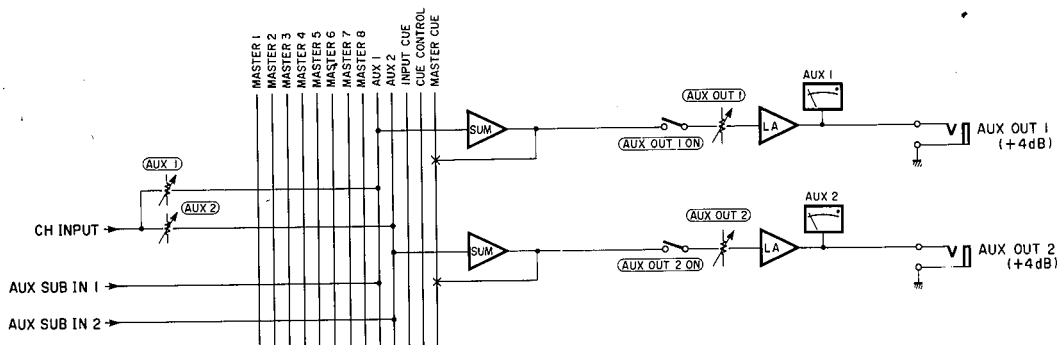 MASTER 1
MASTER 2
MASTER 3
MASTER 4
MASTER 5
MASTER 6
MASTER 7
MASTER 8
AUX 1
AUX 2
INPUT CUE
CUE CONTROL
MASTER CUE
SUM
AUX OUT 1 ON
AUX OUT 1
LA
AUX 1
AUX OUT 1
(+4dB)
AUX 1
AUX 2
CH INPUT
SUM
AUX OUT 2 ON
AUX OUT 2
LA
AUX 2
AUX OUT 2
(+4dB)
AUX SUB IN 1
AUX SUB IN 2